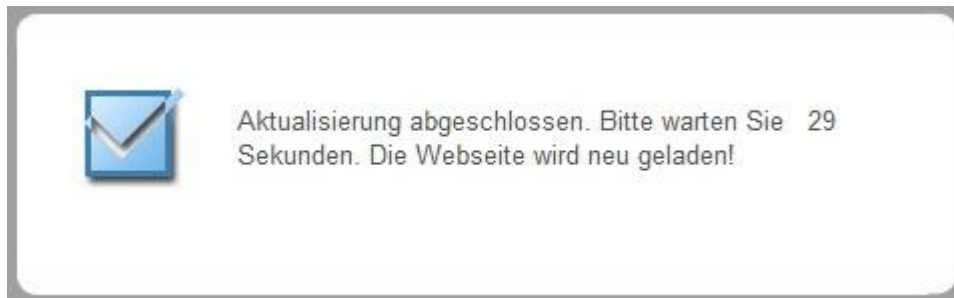 Aktualisierung abgeschlossen. Bitte warten Sie 29
Sekunden. Die Webseite wird neu geladen!